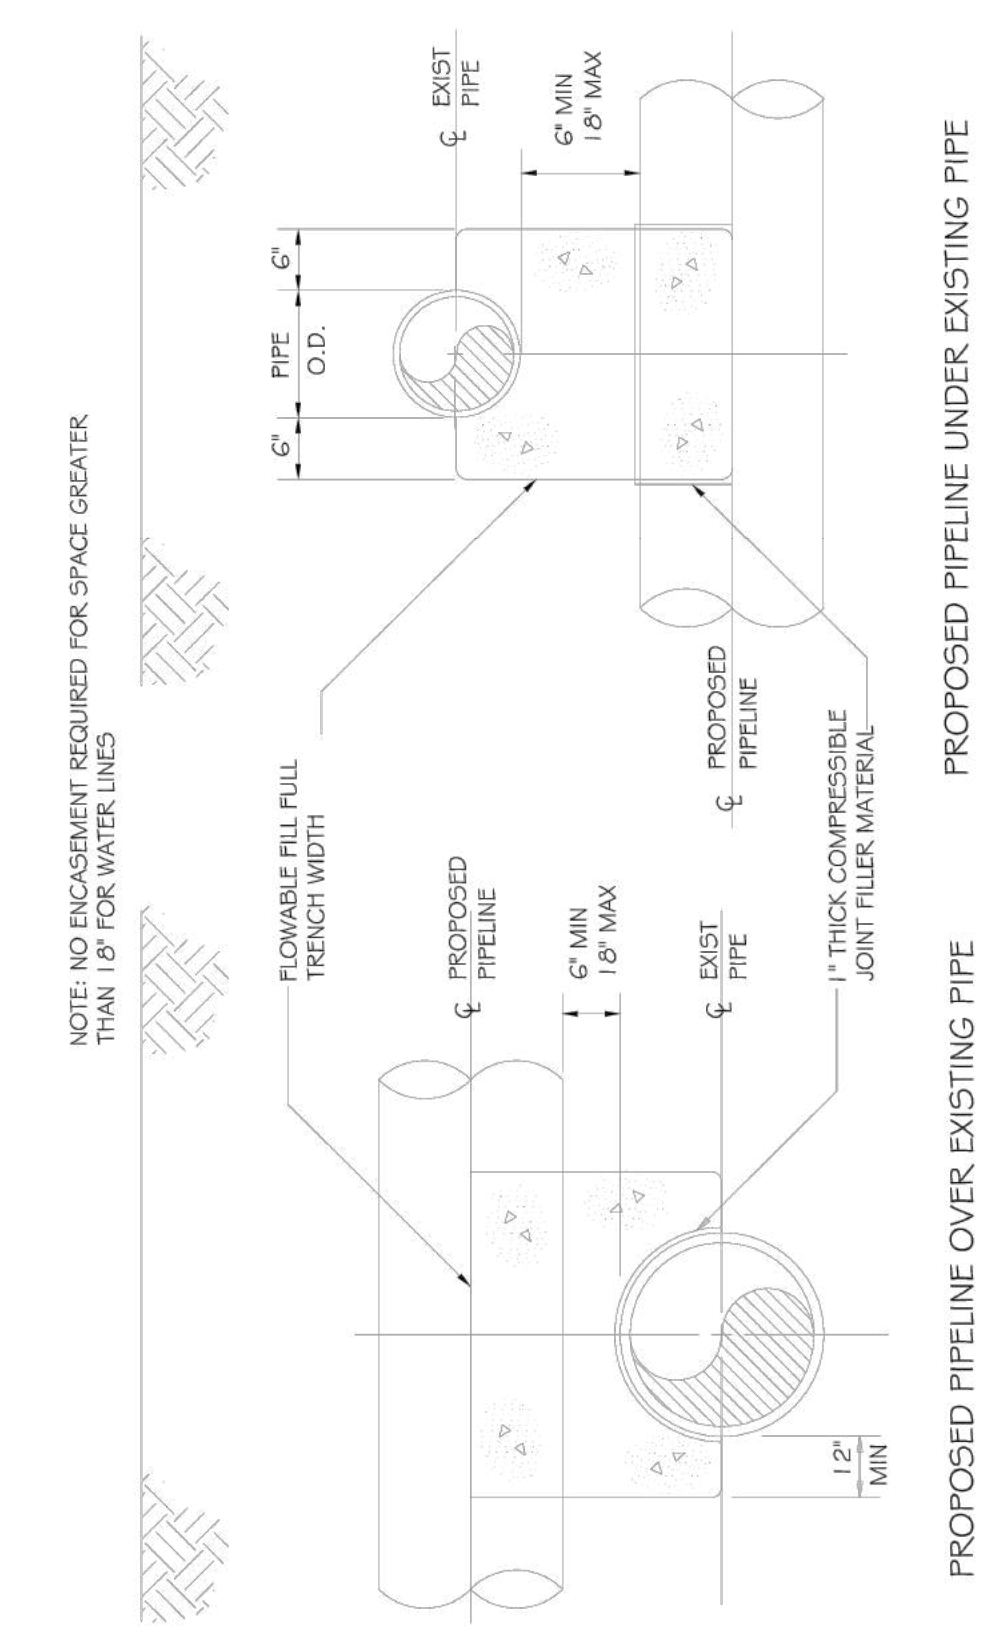 NOTE: NO ENCASEMENT REQUIRED FOR SPACE GREATER
THAN 18" FOR WATER LINES
FLOWABLE FILL FULL
TRENCH WIDTH
℄ PROPOSED
PIPELINE
6" MIN
18" MAX
℄ EXIST
PIPE
1" THICK COMPRESSIBLE
JOINT FILLER MATERIAL
12"
MIN
PROPOSED PIPELINE OVER EXISTING PIPE
6"
PIPE
O.D.
6"
℄ EXIST
PIPE
6" MIN
18" MAX
℄ PROPOSED
PIPELINE
PROPOSED PIPELINE UNDER EXISTING PIPE